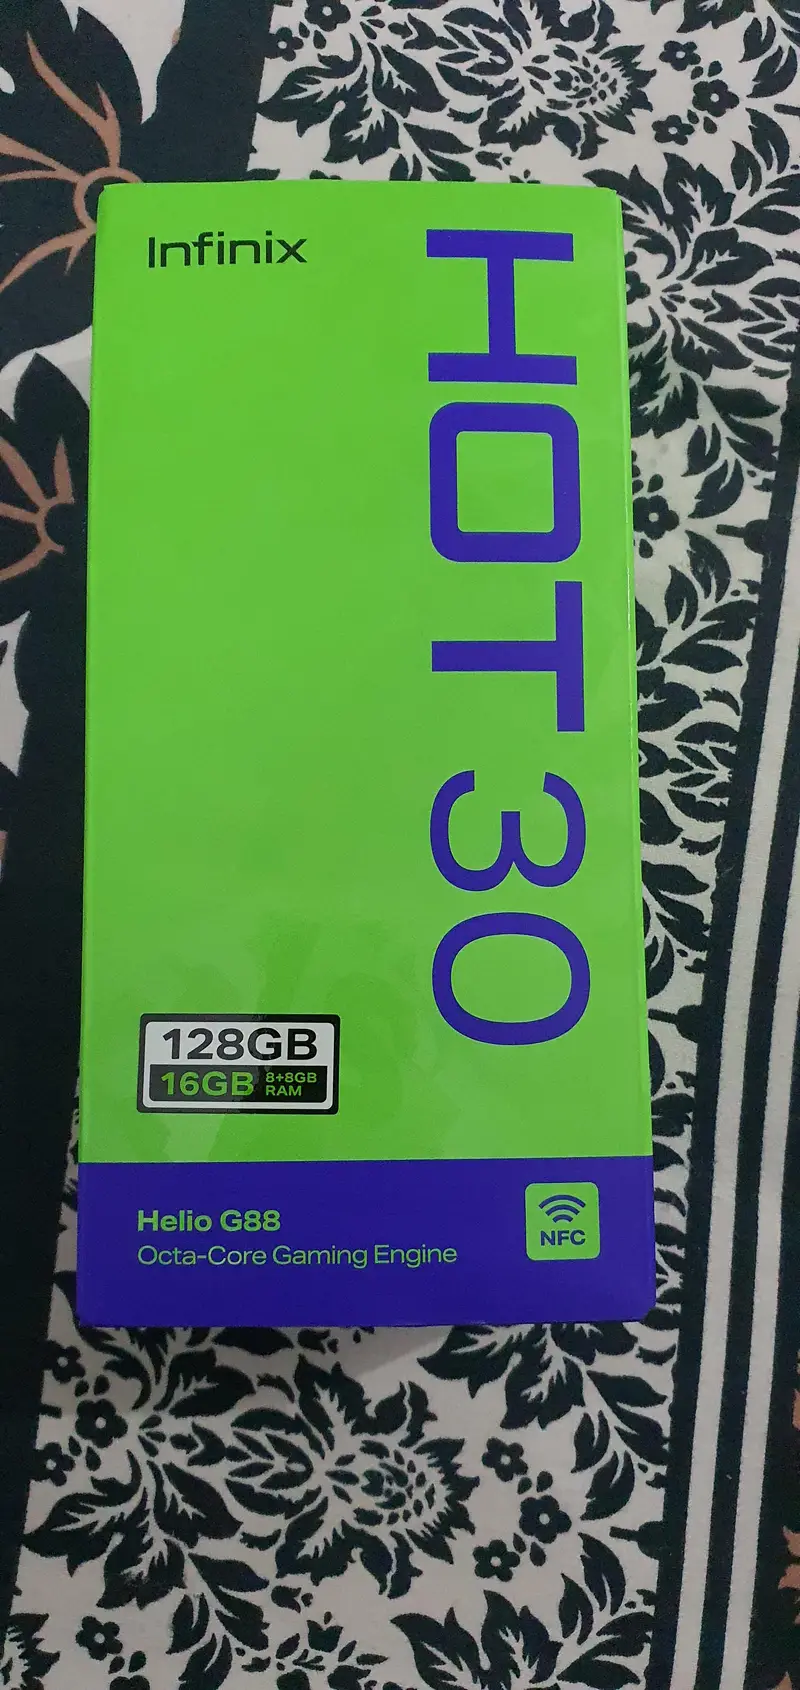 Infinix
HOT 30
128GB
16GB 8+8GB RAM
Helio G88
Octa-Core Gaming Engine
NFC